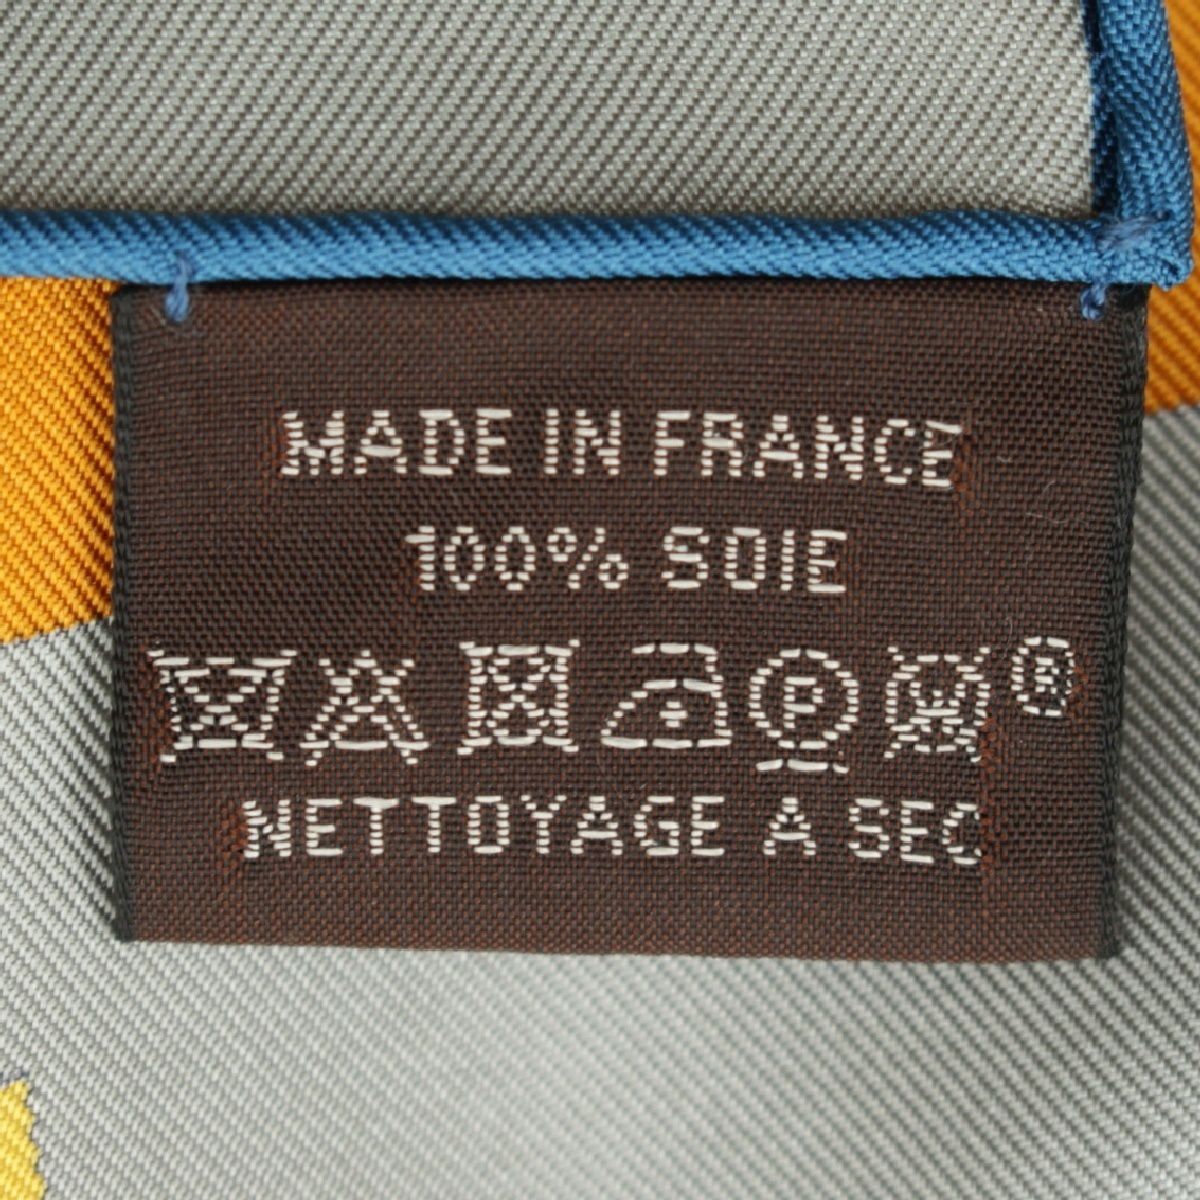 MADE IN FRANCE
100% SOIE
P ®
NETTOYAGE A SEC